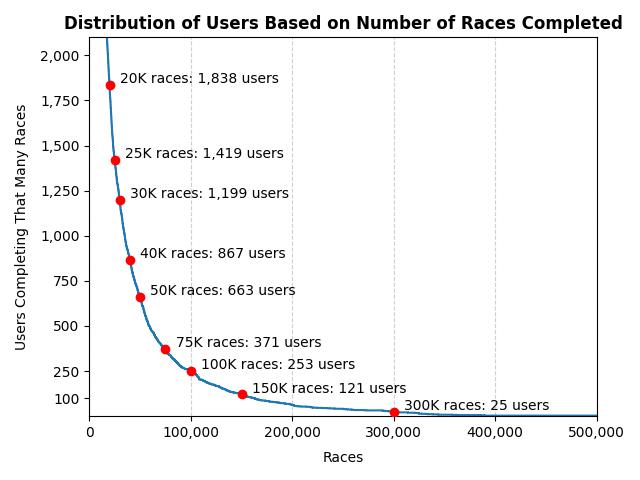 Distribution of Users Based on Number of Races Completed
Users Completing That Many Races
2,000
1,750
1,500
1,250
1,000
750
500
250
100
20K races: 1,838 users
25K races: 1,419 users
30K races: 1,199 users
40K races: 867 users
50K races: 663 users
75K races: 371 users
100K races: 253 users
150K races: 121 users
300K races: 25 users
0
100,000
200,000
300,000
400,000
500,000
Races